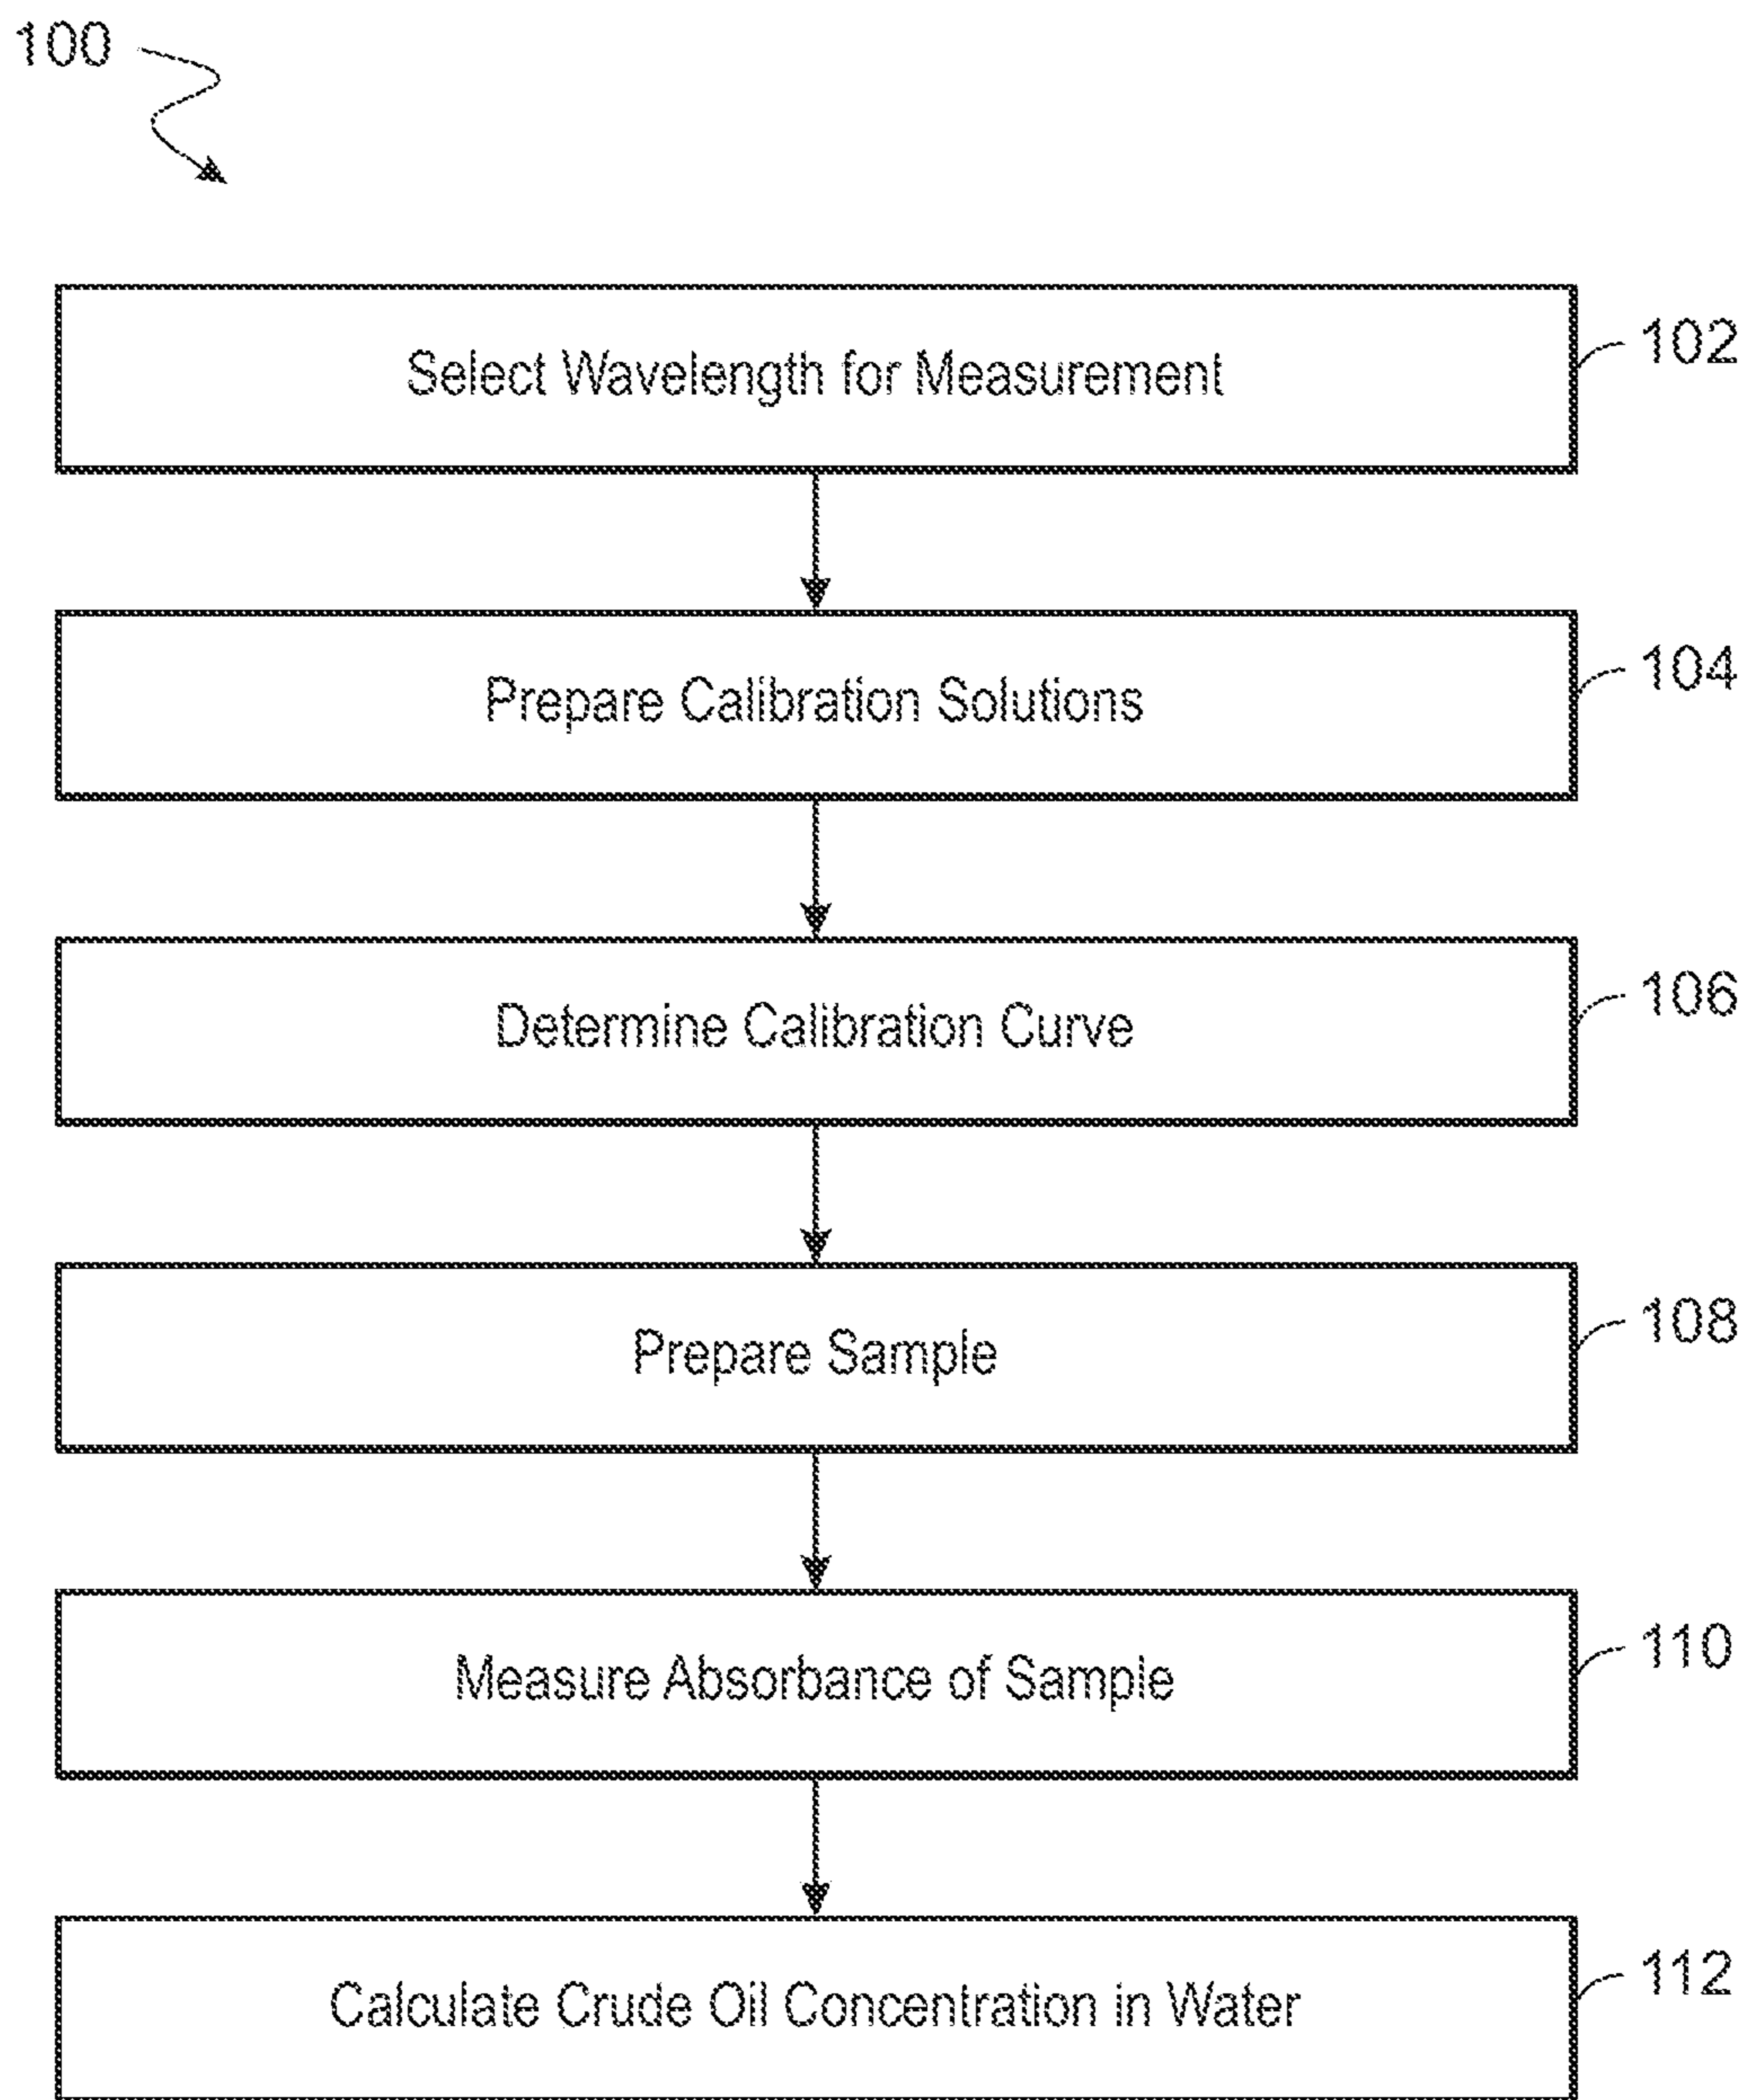 100
Select Wavelength for Measurement
102
Prepare Calibration Solutions
104
Determine Calibration Curve
106
Prepare Sample
108
Measure Absorbance of Sample
110
Calculate Crude Oil Concentration in Water
112